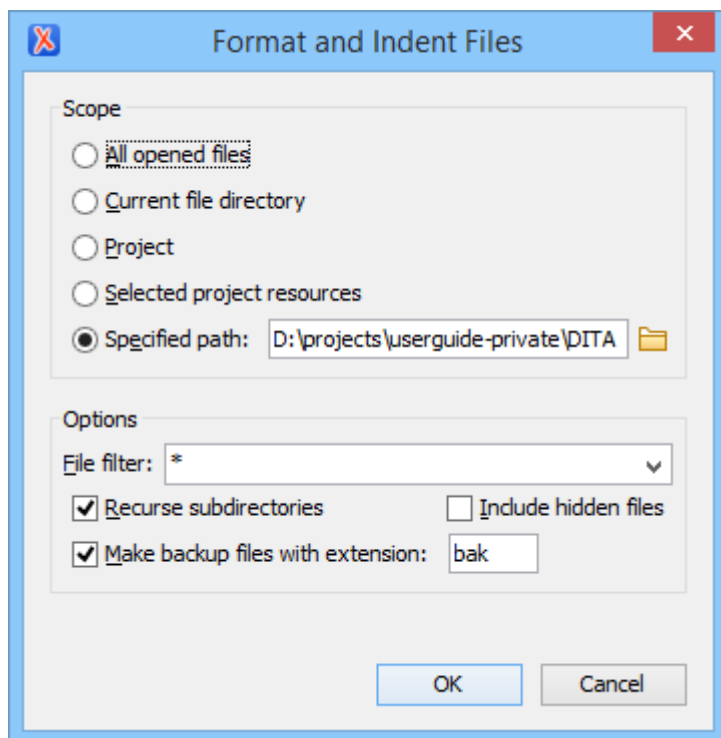 Format and Indent Files
Scope
All opened files
Current file directory
Project
Selected project resources
Specified path: D:\projects\userguide-private\DITA
Options
File filter: *
Recurse subdirectories Include hidden files
Make backup files with extension: bak
OK Cancel